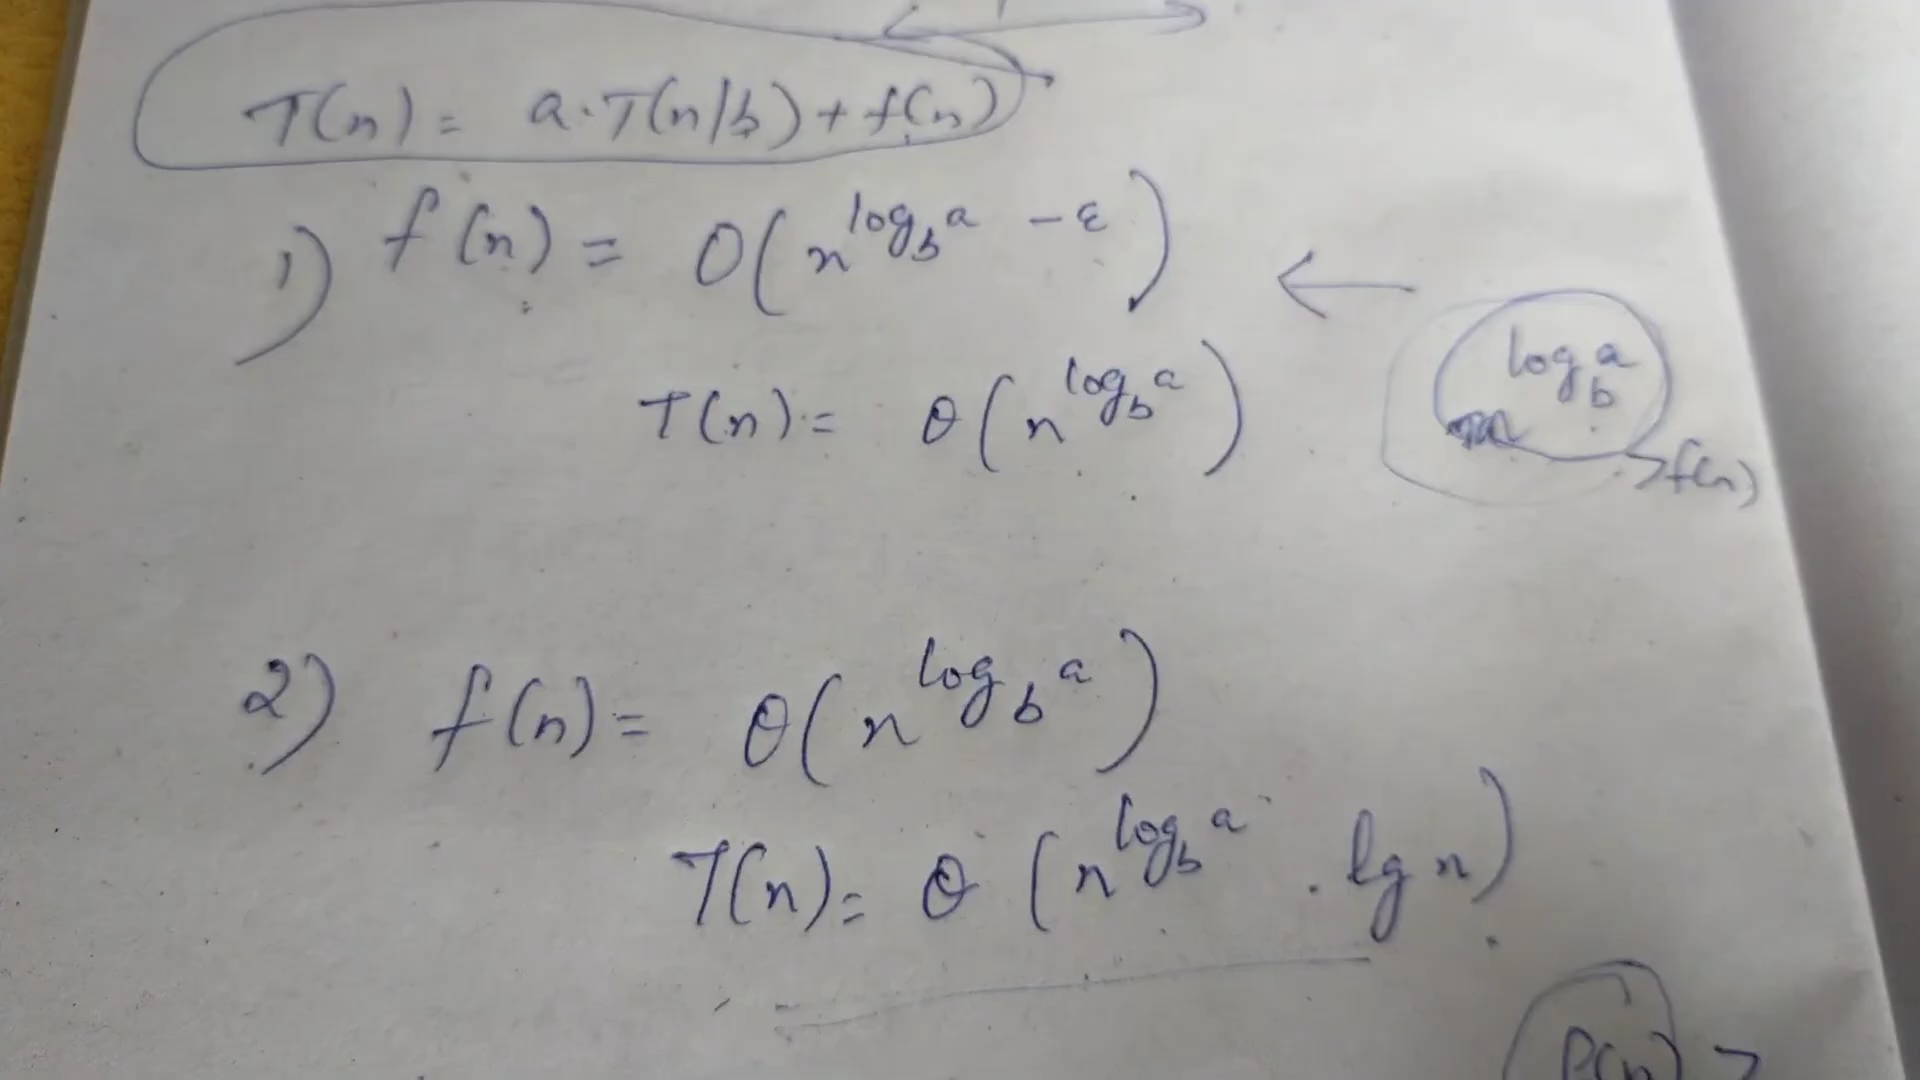 T(n) = a·T(n/b) + f(n)
1) f(n) = O(n^{log_b a - ε})
T(n) = θ(n^{log_b a})
log_b a
f(n)
2) f(n) = θ(n^{log_b a})
T(n) = θ(n^{log_b a} . lg n)
f(n) >